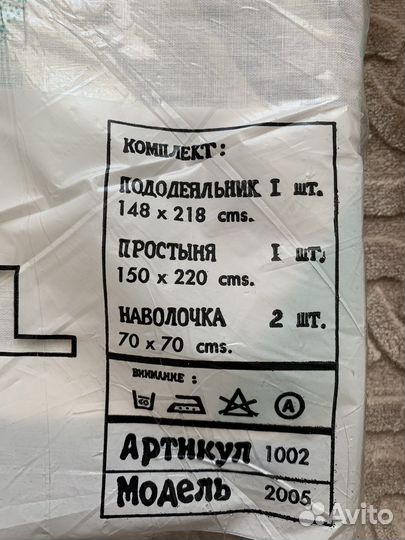 КОМПЛЕКТ:
ПОДОДЕЯЛЬНИК I шт.
148 x 218 cms.
ПРОСТЫНЯ I шт.
150 x 220 cms.
НАВОЛОЧКА 2 шт.
70 x 70 cms.
ВНИМАНИЕ :
60 A
Артикул 1002
Модель 2005
Avito